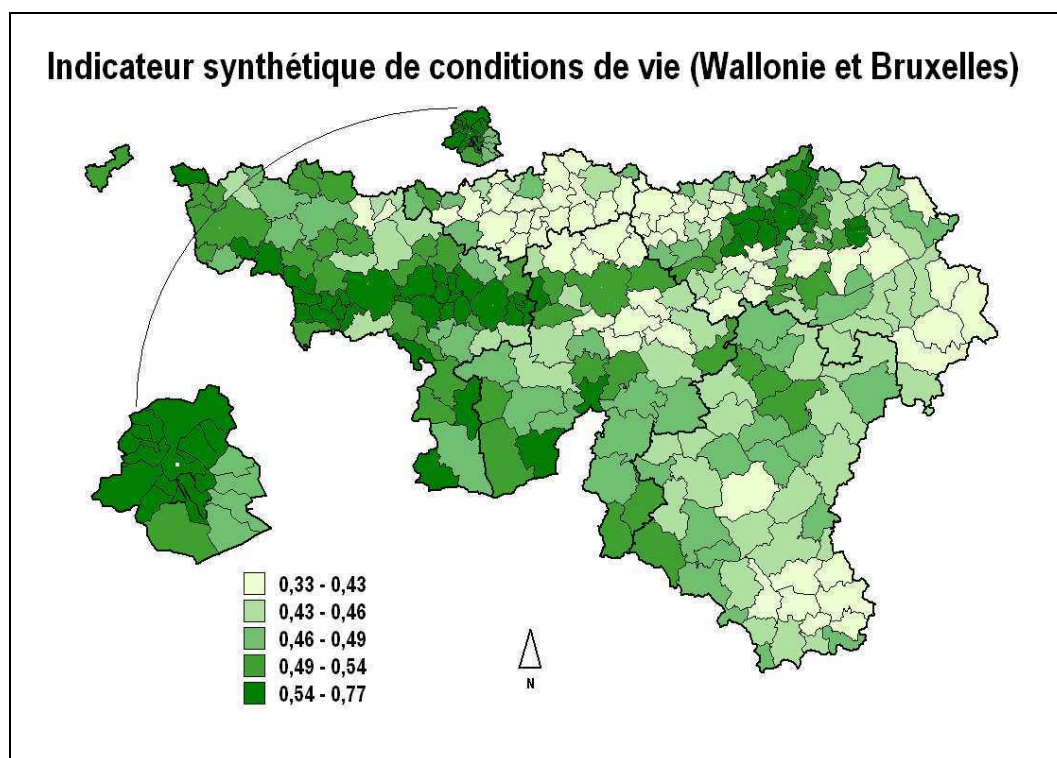 Indicateur synthétique de conditions de vie (Wallonie et Bruxelles)
0,33 - 0,43
0,43 - 0,46
0,46 - 0,49
0,49 - 0,54
0,54 - 0,77
N